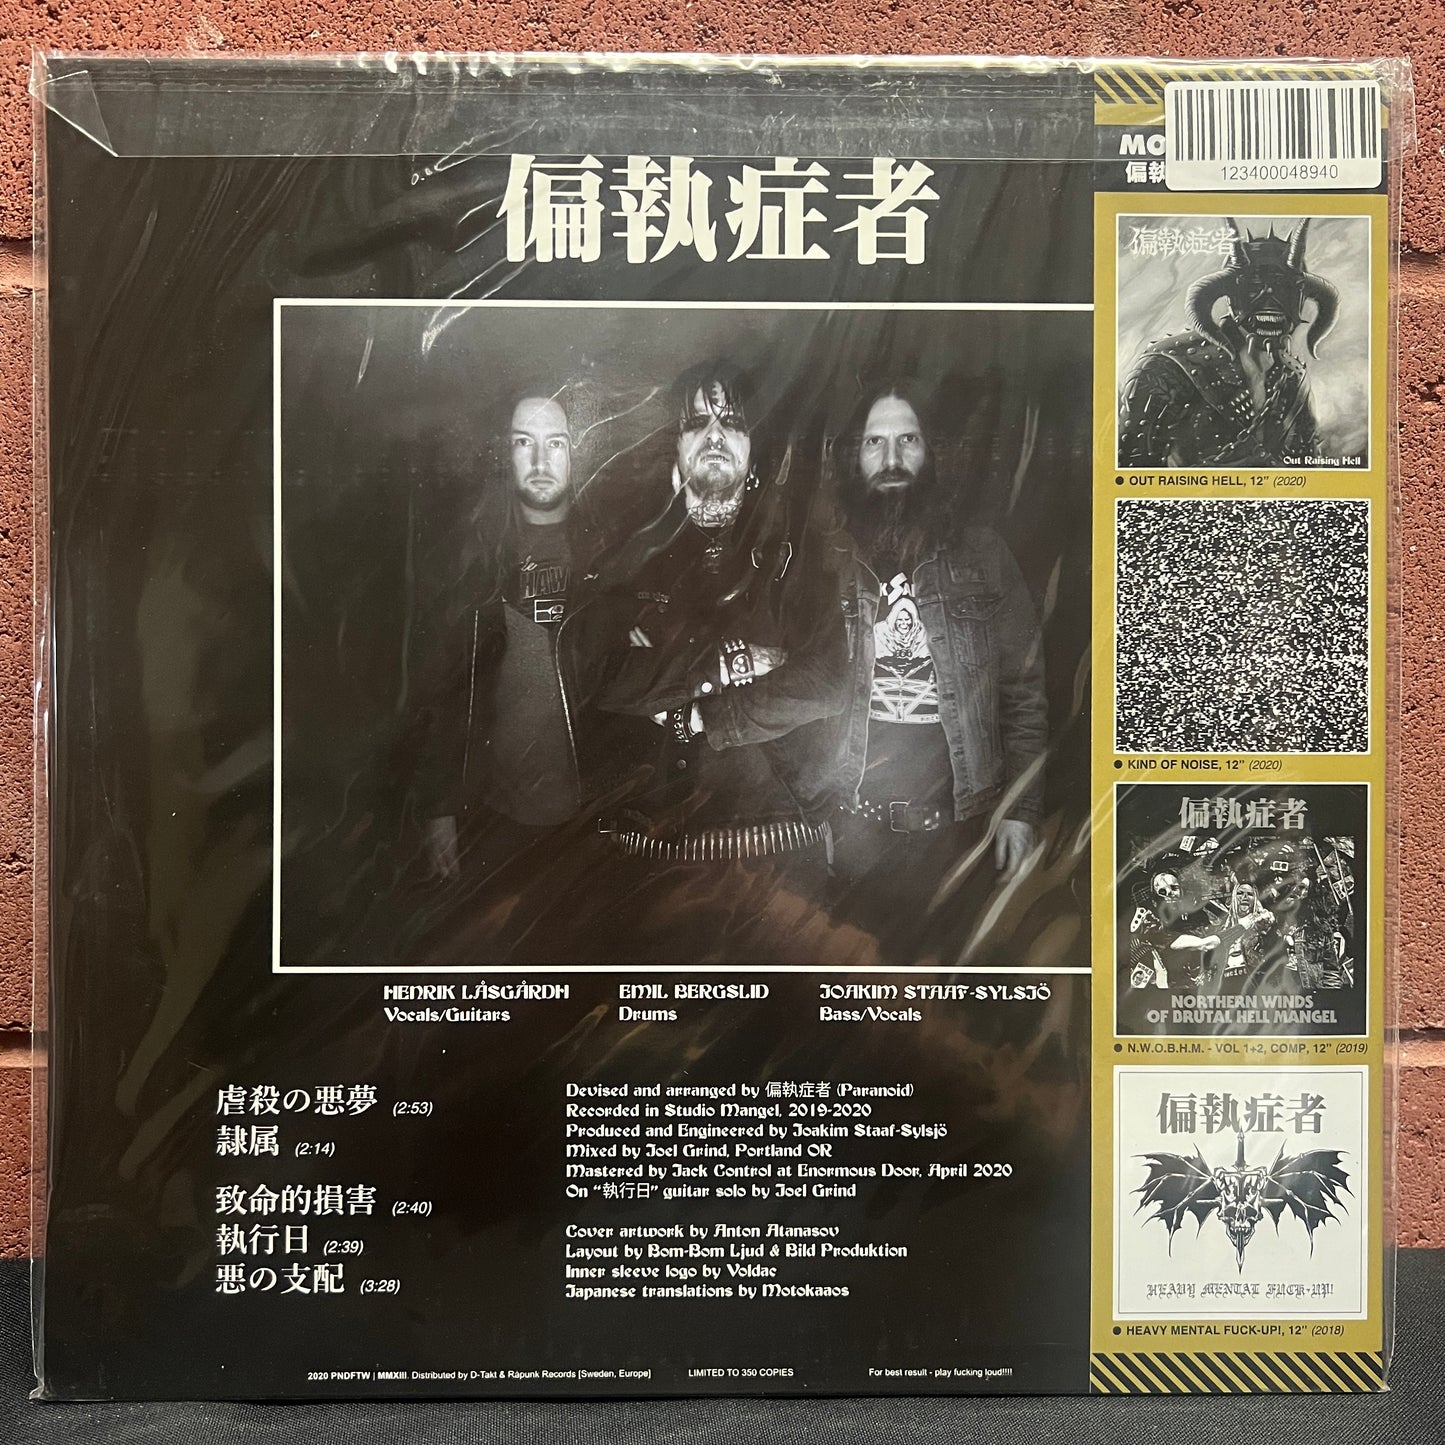 偏執症者
HENRIK LÅSGÅRDH
Vocals/Guitars
EMIL BERGSLID
Drums
JOAKIM STAAF-SYLSJÖ
Bass/Vocals
虐殺の悪夢 (2:53)
隷属 (2:14)
致命的損害 (2:40)
執行日 (2:39)
悪の支配 (3:28)
Devised and arranged by 偏執症者 (Paranoid)
Recorded in Studio Mangel, 2019-2020
Produced and Engineered by Joakim Staaf-Sylsjö
Mixed by Joel Grind, Portland OR
Mastered by Jack Control at Enormous Door, April 2020
On “執行日” guitar solo by Joel Grind
Cover artwork by Anton Atanasov
Layout by Bom-Bom Ljud & Bild Produktion
Inner sleeve logo by Voldac
Japanese translations by Motokaaos
2020 PNDFTW | MMXIII. Distributed by D-Takt & Råpunk Records [Sweden, Europe]
LIMITED TO 350 COPIES
For best result - play fucking loud!!!!
MO
偏執
123400048940
偏執症者
Out Raising Hell
● OUT RAISING HELL, 12” (2020)
● KIND OF NOISE, 12” (2020)
偏執症者
NORTHERN WINDS
OF BRUTAL HELL MANGEL
● N.W.O.B.H.M. - VOL 1+2, COMP, 12” (2019)
偏執症者
HEAVY MENTAL FUCK-UP!
● HEAVY MENTAL FUCK-UP!, 12” (2018)